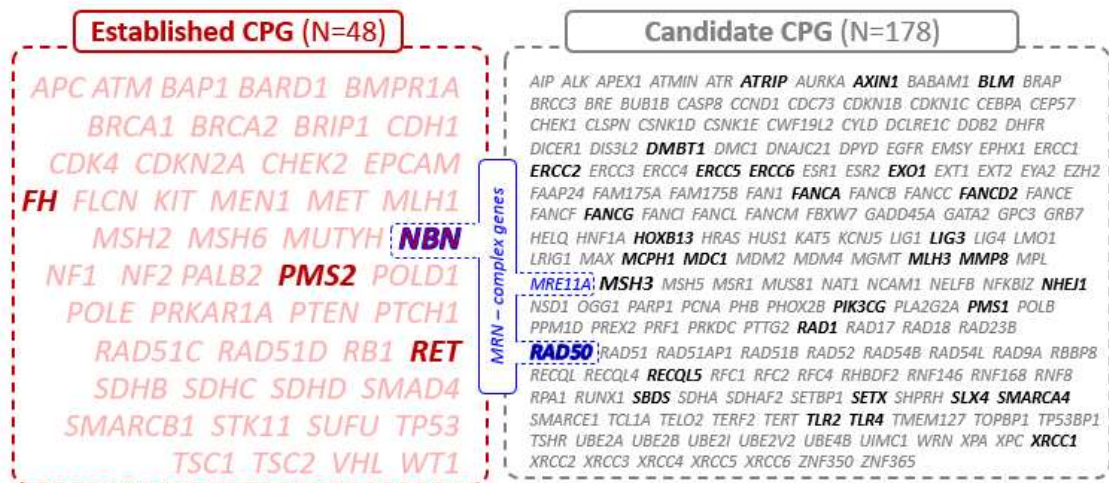 Established CPG (N=48)
APC ATM BAP1 BARD1 BMPR1A
BRCA1 BRCA2 BRIP1 CDH1
CDK4 CDKN2A CHEK2 EPCAM
FH FLCN KIT MEN1 MET MLH1
MSH2 MSH6 MUTYH NBN
NF1 NF2 PALB2 PMS2 POLD1
POLE PRKAR1A PTEN PTCH1
RAD51C RAD51D RB1 RET
SDHB SDHC SDHD SMAD4
SMARCB1 STK11 SUFU TP53
TSC1 TSC2 VHL WT1
MRN – complex genes
Candidate CPG (N=178)
AIP ALK APEX1 ATMIN ATR ATRIP AURKA AXIN1 BABAM1 BLM BRAP
BRCC3 BRE BUB1B CASP8 CCND1 CDC73 CDKN1B CDKN1C CEBPA CEP57
CHEK1 CLSPN CSNK1D CSNK1E CWF19L2 CYLD DCLRE1C DDB2 DHFR
DICER1 DIS3L2 DMBT1 DMC1 DNAJC21 DPYD EGFR EMSY EPHX1 ERCC1
ERCC2 ERCC3 ERCC4 ERCC5 ERCC6 ESR1 ESR2 EXO1 EXT1 EXT2 EYA2 EZH2
FAAP24 FAM175A FAM175B FAN1 FANCA FANCB FANCC FANCD2 FANCE
FANCF FANCG FANCI FANCL FANCM FBXW7 GADD45A GATA2 GPC3 GRB7
HELQ HNF1A HOXB13 HRAS HUS1 KAT5 KCNJ5 LIG1 LIG3 LIG4 LMO1
LRIG1 MAX MCPH1 MDC1 MDM2 MDM4 MGMT MLH3 MMP8 MPL
MRE11A MSH3 MSH5 MSR1 MUS81 NAT1 NCAM1 NELFB NFKBIZ NHEJ1
NSD1 OGG1 PARP1 PCNA PHB PHOX2B PIK3CG PLA2G2A PMS1 POLB
PPM1D PREX2 PRF1 PRKDC PTTG2 RAD1 RAD17 RAD18 RAD23B
RAD50 RAD51 RAD51AP1 RAD51B RAD52 RAD54B RAD54L RAD9A RBBP8
RECQL RECQL4 RECQL5 RFC1 RFC2 RFC4 RHBDF2 RNF146 RNF168 RNF8
RPA1 RUNX1 SBDS SDHA SDHAF2 SETBP1 SETX SHPRH SLX4 SMARCA4
SMARCE1 TCL1A TELO2 TERF2 TERT TLR2 TLR4 TMEM127 TOPBP1 TP53BP1
TSHR UBE2A UBE2B UBE2I UBE2V2 UBE4B UIMC1 WRN XPA XPC XRCC1
XRCC2 XRCC3 XRCC4 XRCC5 XRCC6 ZNF350 ZNF365